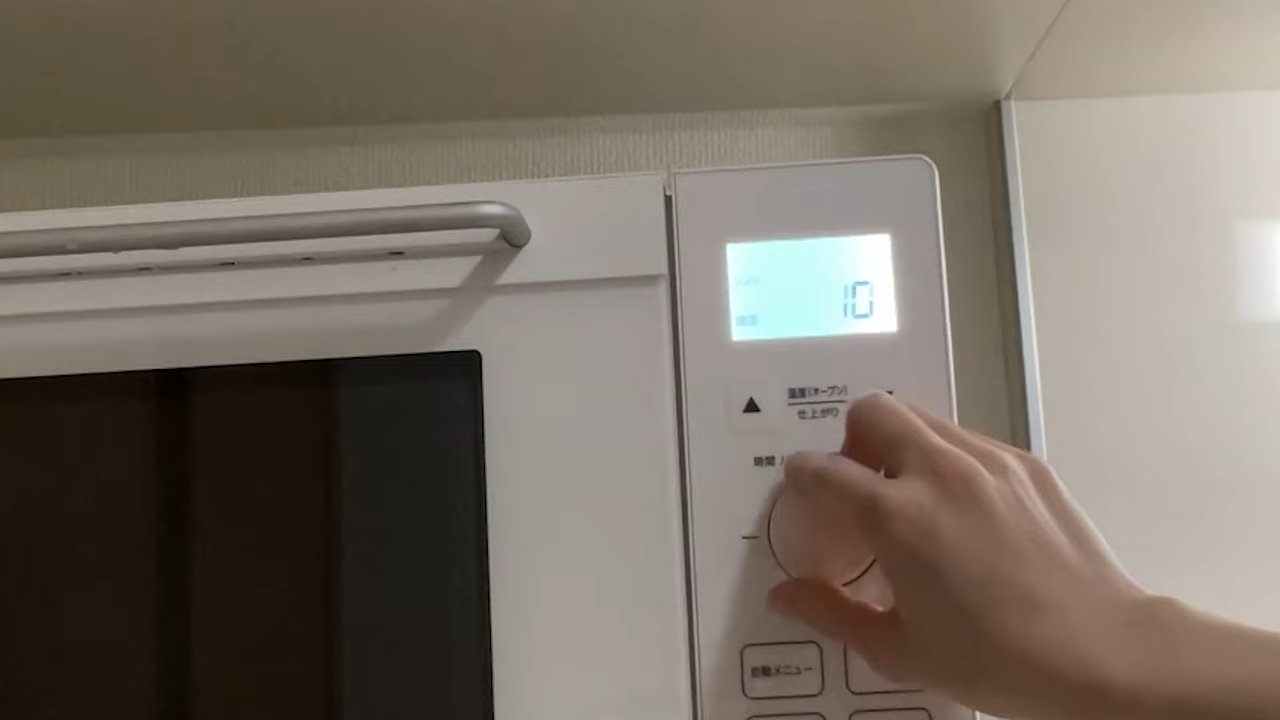 10
▲
温度(オーブン)
仕上がり
時間 /
−
自動メニュー